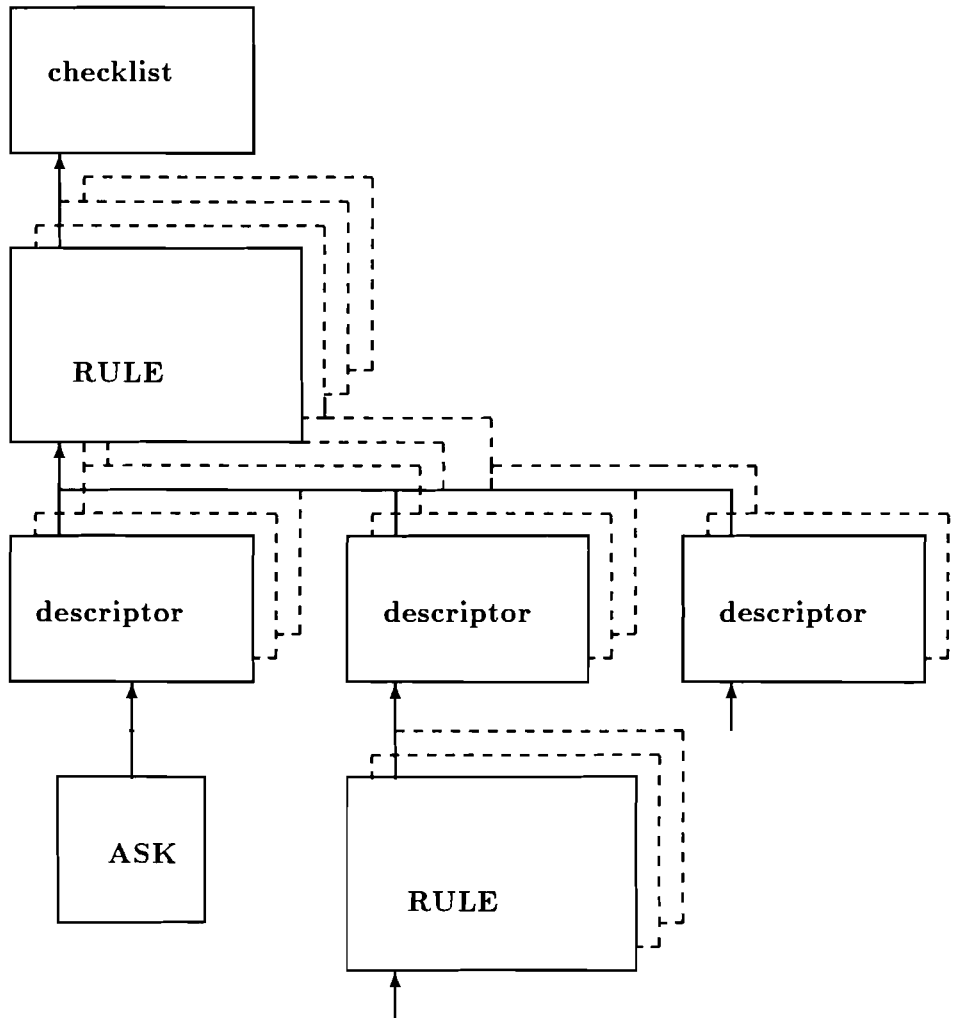 checklist
RULE
descriptor
descriptor
descriptor
ASK
RULE